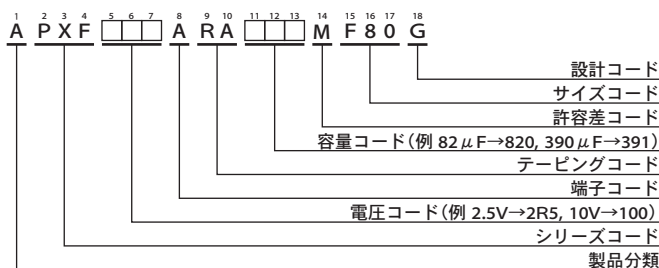 1 2 3 4 5 6 7 8 9 10 11 12 13 14 15 16 17 18
A PXF □□□ A RA □□□ M F80 G
設計コード
サイズコード
許容差コード
容量コード(例 82μF→820, 390μF→391)
テーピングコード
端子コード
電圧コード(例 2.5V→2R5, 10V→100)
シリーズコード
製品分類